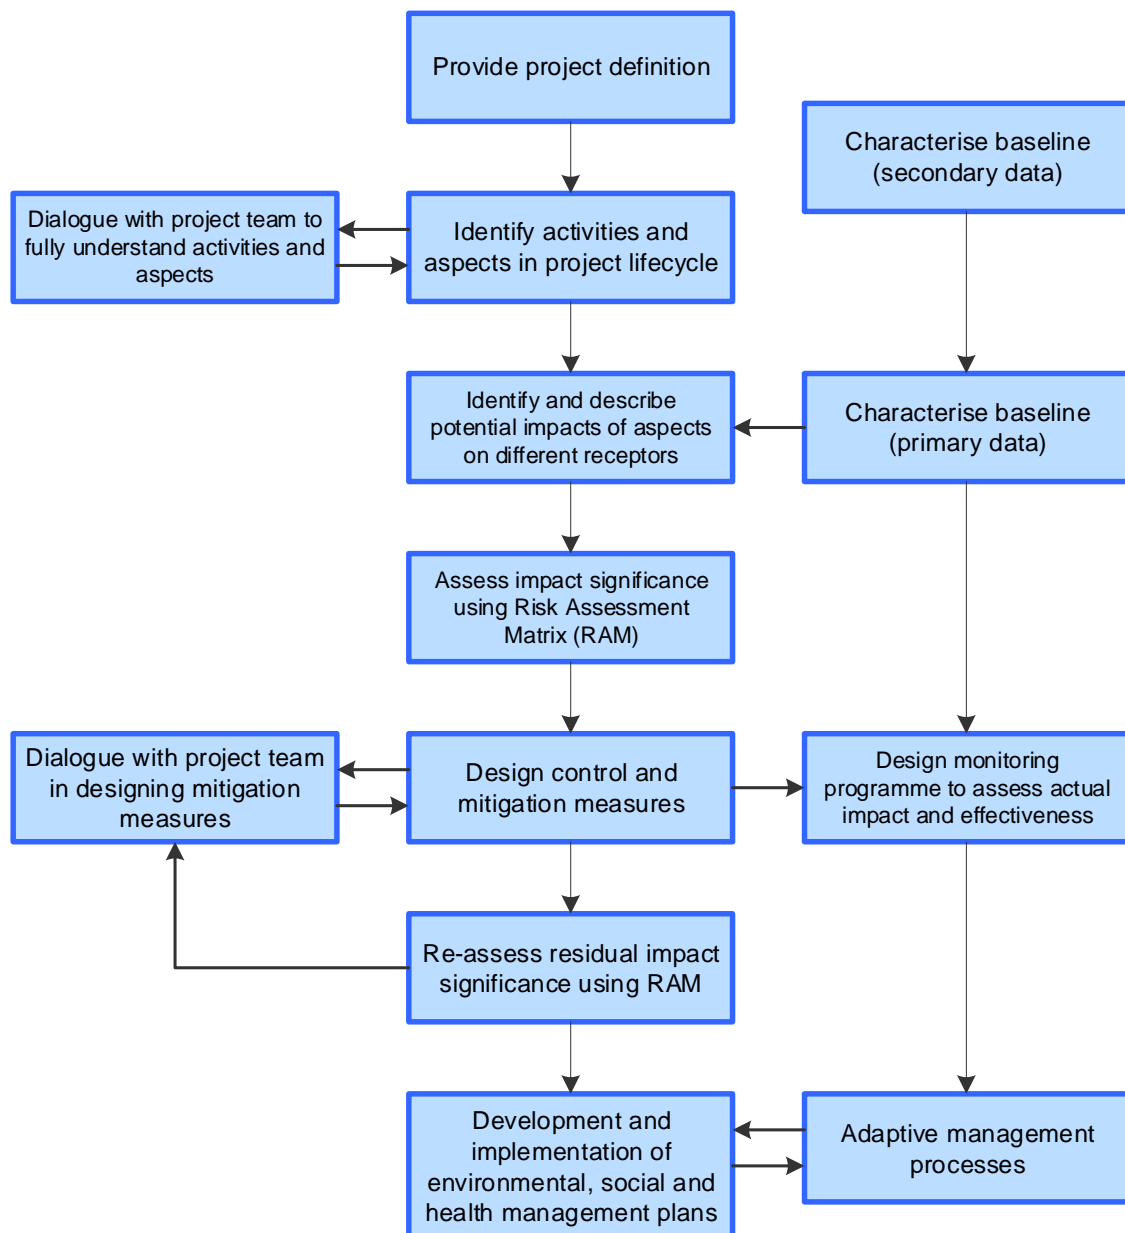 Provide project definition
Characterise baseline
(secondary data)
Dialogue with project team to
fully understand activities and
aspects
Identify activities and
aspects in project lifecycle
Identify and describe
potential impacts of aspects
on different receptors
Characterise baseline
(primary data)
Assess impact significance
using Risk Assessment
Matrix (RAM)
Dialogue with project team
in designing mitigation
measures
Design control and
mitigation measures
Design monitoring
programme to assess actual
impact and effectiveness
Re-assess residual impact
significance using RAM
Development and
implementation of
environmental, social and
health management plans
Adaptive management
processes